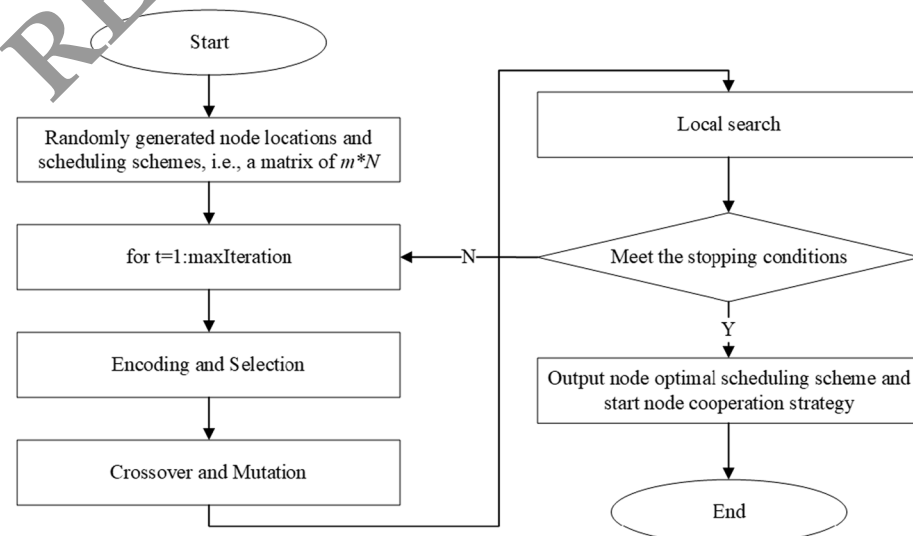 Start
Randomly generated node locations and
scheduling schemes, i.e., a matrix of m*N
for t=1:maxIteration
Encoding and Selection
Crossover and Mutation
Local search
Meet the stopping conditions
N
Y
Output node optimal scheduling scheme and
start node cooperation strategy
End